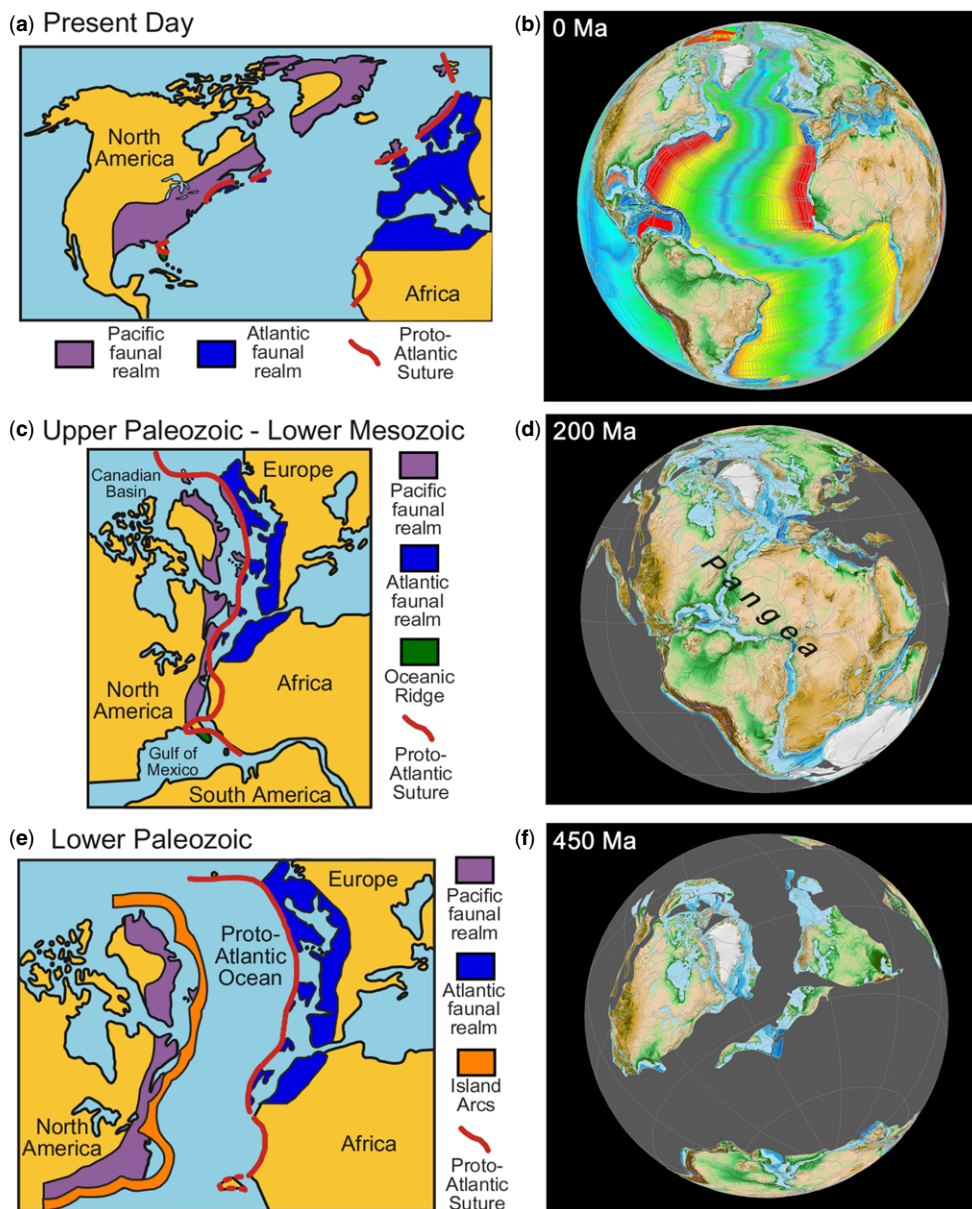 (a) Present Day
North
America
Africa
Pacific
faunal
realm
Atlantic
faunal
realm
Proto-
Atlantic
Suture
(b)
0 Ma
(c) Upper Paleozoic - Lower Mesozoic
Canadian
Basin
Europe
North
America
Africa
Gulf of
Mexico
South America
Pacific
faunal
realm
Atlantic
faunal
realm
Oceanic
Ridge
Proto-
Atlantic
Suture
(d)
200 Ma
Pangea
(e) Lower Paleozoic
Europe
Proto-
Atlantic
Ocean
North
America
Africa
Pacific
faunal
realm
Atlantic
faunal
realm
Island
Arcs
Proto-
Atlantic
Suture
(f)
450 Ma